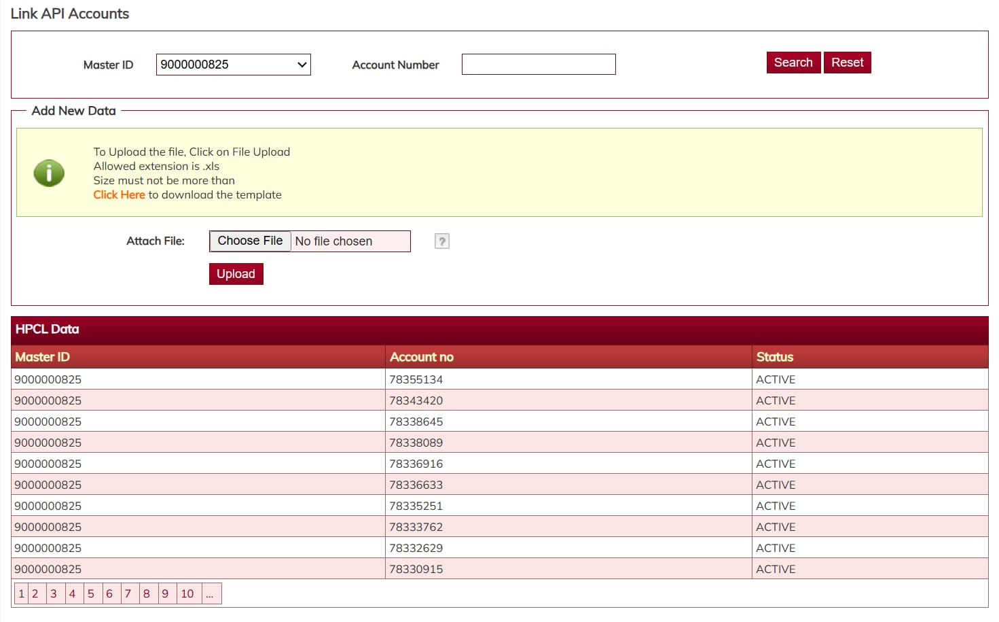 Link API Accounts
Master ID 9000000825 Account Number Search Reset
Add New Data
To Upload the file, Click on File Upload
Allowed extension is .xls
Size must not be more than
Click Here to download the template
Attach File: Choose File No file chosen ?
Upload
HPCL Data
Master ID Account no Status
9000000825 78355134 ACTIVE
9000000825 78343420 ACTIVE
9000000825 78338645 ACTIVE
9000000825 78338089 ACTIVE
9000000825 78336916 ACTIVE
9000000825 78336633 ACTIVE
9000000825 78335251 ACTIVE
9000000825 78333762 ACTIVE
9000000825 78332629 ACTIVE
9000000825 78330915 ACTIVE
1 2 3 4 5 6 7 8 9 10 ...